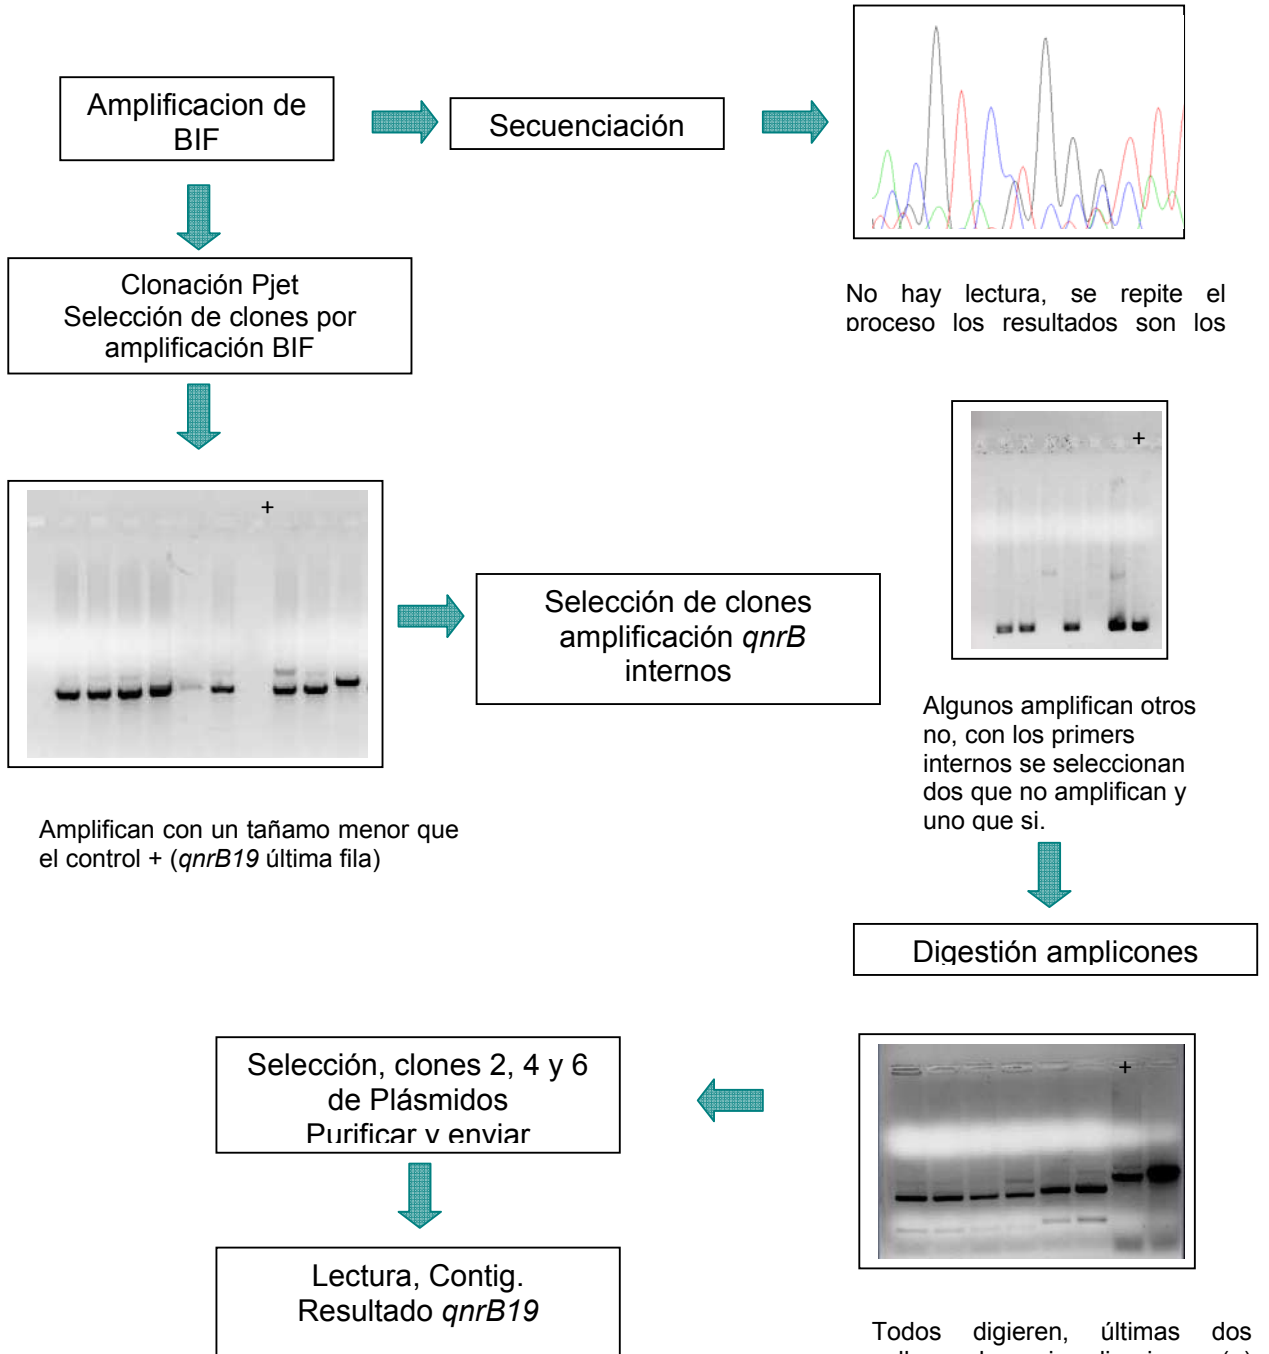 Amplificacion de
BIF
Secuenciación
No hay lectura, se repite el
proceso los resultados son los
Clonación Pjet
Selección de clones por
amplificación BIF
+
+
Selección de clones
amplificación qnrB
internos
Amplifican con un tañamo menor que
el control + (qnrB19 última fila)
Algunos amplifican otros
no, con los primers
internos se seleccionan
dos que no amplifican y
uno que si.
Digestión amplicones
+
Selección, clones 2, 4 y 6
de Plásmidos
Purificar y enviar
Lectura, Contig.
Resultado qnrB19
Todos digieren, últimas dos